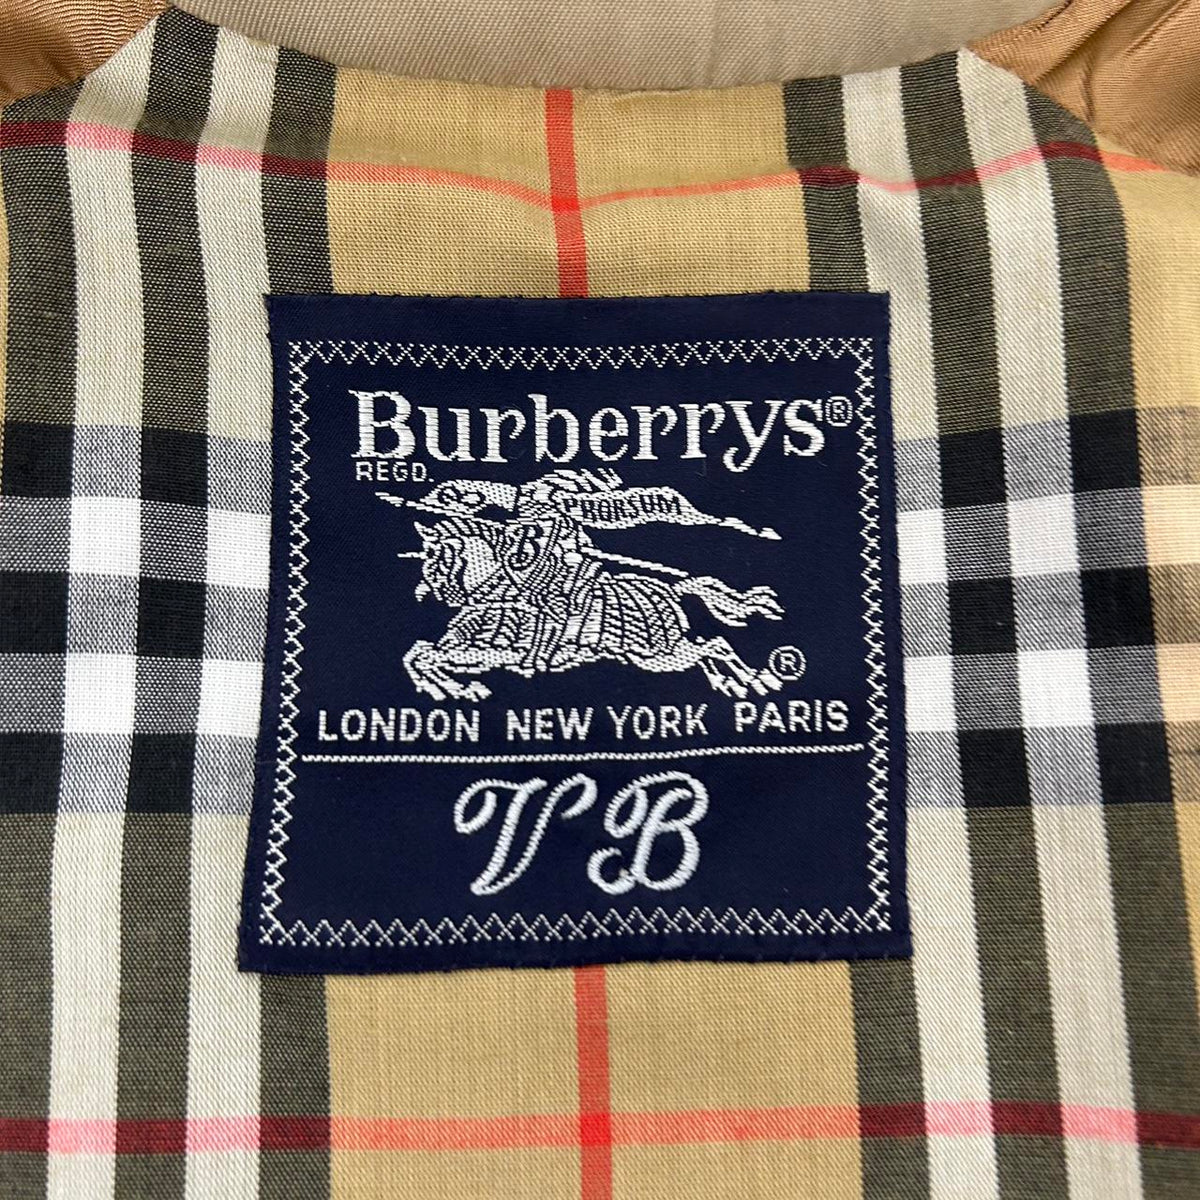 Burberrys®
REGD.
PRORSUM
B
®
LONDON NEW YORK PARIS
VB